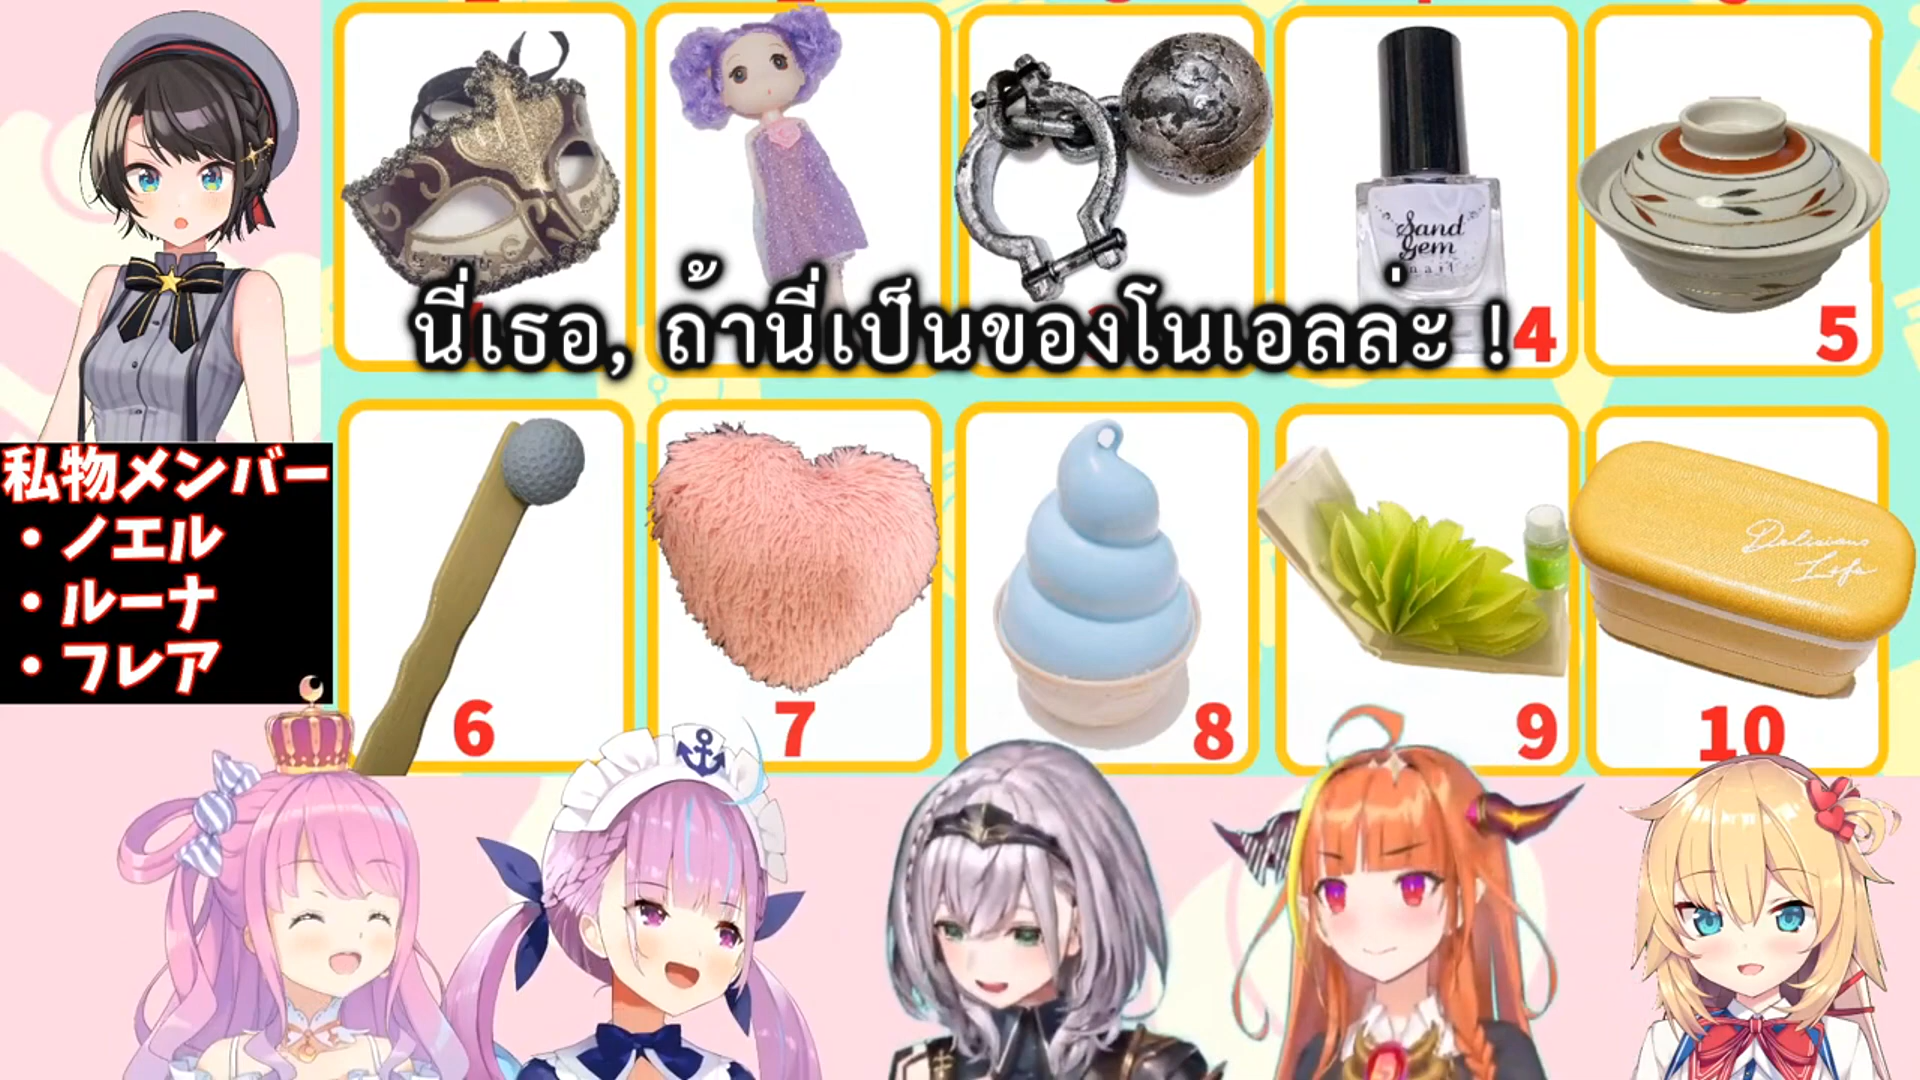 Sand
Gem
nail
นี่เธอ, ถ้านี่เป็นของโนเอลล่ะ !
4
5
私物メンバー
・ノエル
・ルーナ
・フレア
Delicious
Life
6
7
8
9
10